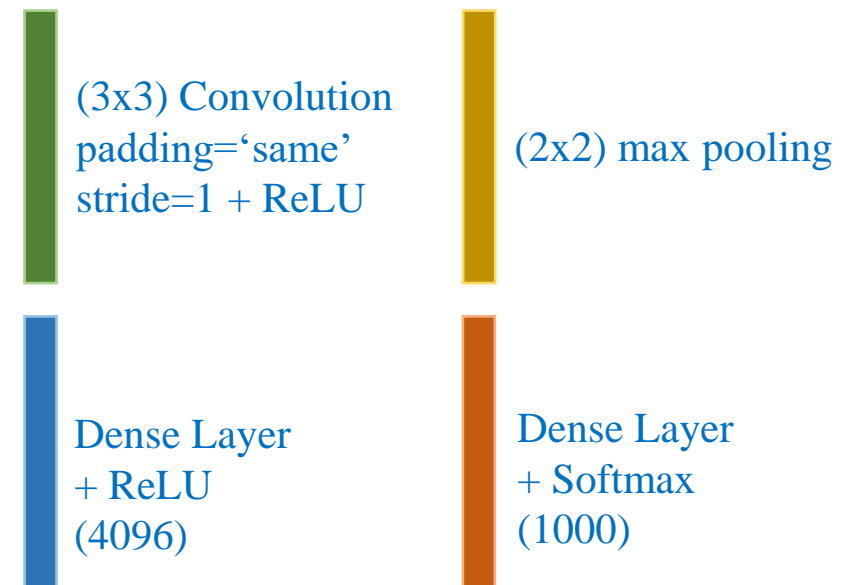 (3x3) Convolution
padding=‘same’
stride=1 + ReLU
(2x2) max pooling
Dense Layer
+ ReLU
(4096)
Dense Layer
+ Softmax
(1000)